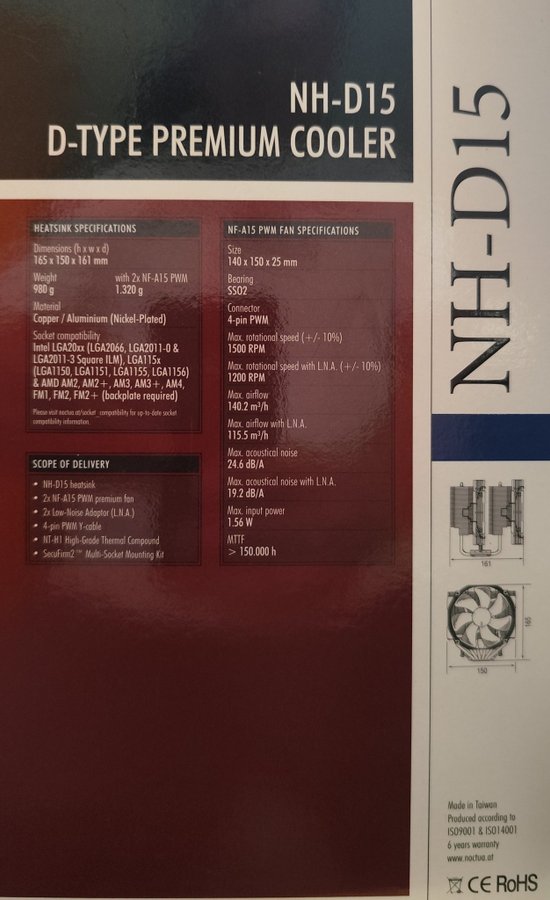 NH-D15
D-TYPE PREMIUM COOLER
HEATSINK SPECIFICATIONS
Dimensions (h x w x d)
165 x 150 x 161 mm
Weight with 2x NF-A15 PWM
980 g 1.320 g
Material
Copper / Aluminium (Nickel-Plated)
Socket compatibility
Intel LGA20xx (LGA2066, LGA2011-0 &
LGA2011-3 Square ILM), LGA115x
(LGA1150, LGA1151, LGA1155, LGA1156)
& AMD AM2, AM2+, AM3, AM3+, AM4,
FM1, FM2, FM2+ (backplate required)
Please visit noctua at/socket compatibility for up-to-date socket
compatibility information
SCOPE OF DELIVERY
• NH-D15 heatsink
• 2x NF-A15 PWM premium fan
• 2x Low-Noise Adaptor (L.N.A.)
• 4-pin PWM Y-cable
• NT-H1 High-Grade Thermal Compound
• SecuFirm2™ Multi-Socket Mounting Kit
NF-A15 PWM FAN SPECIFICATIONS
Size
140 x 150 x 25 mm
Bearing
SSO2
Connector
4-pin PWM
Max. rotational speed (+/- 10%)
1500 RPM
Max. rotational speed with L.N.A. (+/- 10%)
1200 RPM
Max. airflow
140.2 m³/h
Max. airflow with L.N.A.
115.5 m³/h
Max. acoustical noise
24.6 dB/A
Max. acoustical noise with L.N.A.
19.2 dB/A
Max. input power
1.56 W
MTTF
> 150.000 h
NH-D15
161
165
150
Made in Taiwan
Produced according to
ISO9001 & ISO14001
6 years warranty
www.noctua.at
CE RoHS